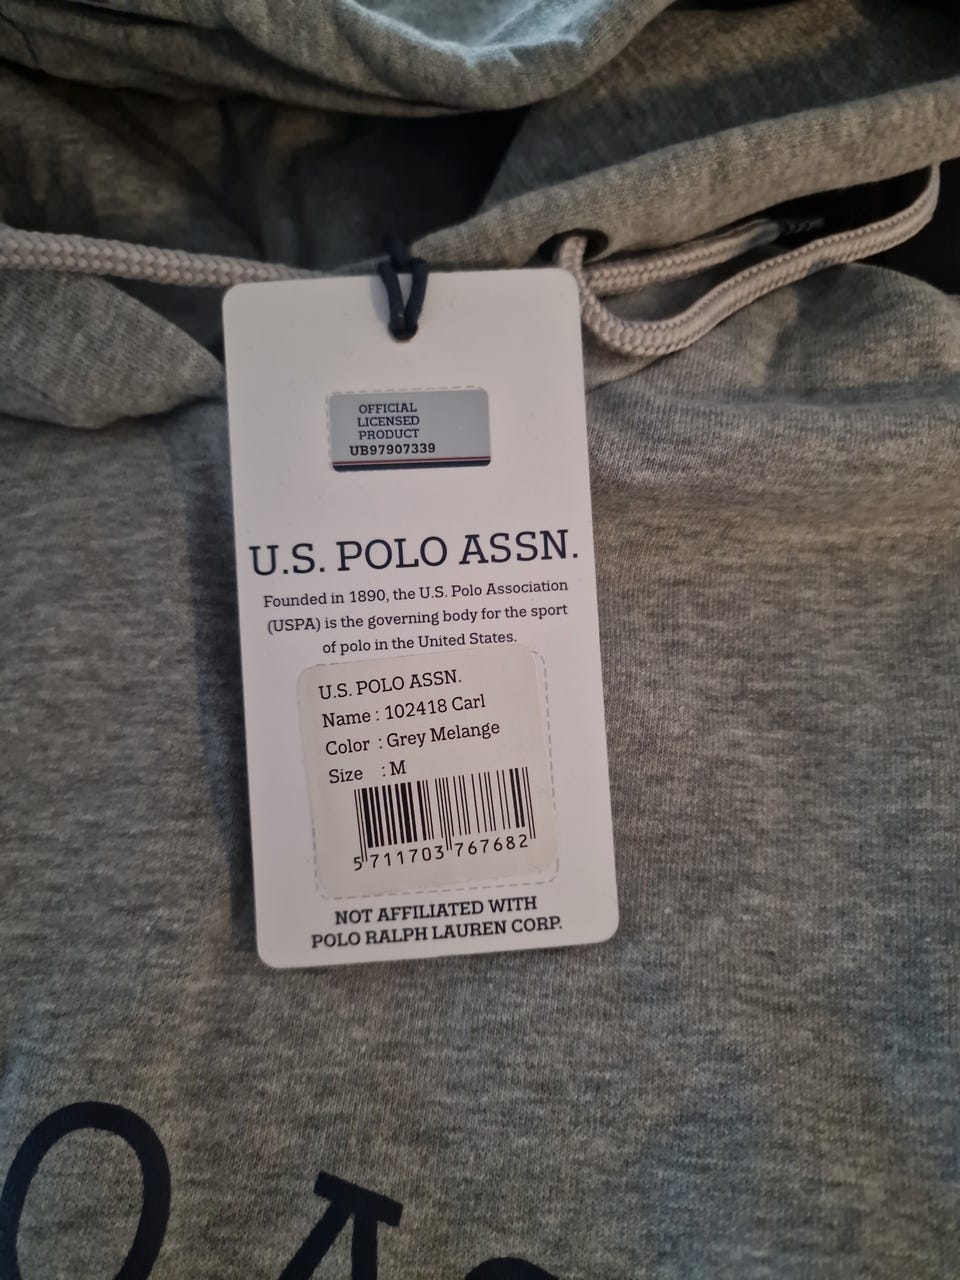 OFFICIAL
LICENSED
PRODUCT
UB97907339
U.S. POLO ASSN.
Founded in 1890, the U.S. Polo Association
(USPA) is the governing body for the sport
of polo in the United States.
U.S. POLO ASSN.
Name : 102418 Carl
Color : Grey Melange
Size : M
5 711703 767682
NOT AFFILIATED WITH
POLO RALPH LAUREN CORP.